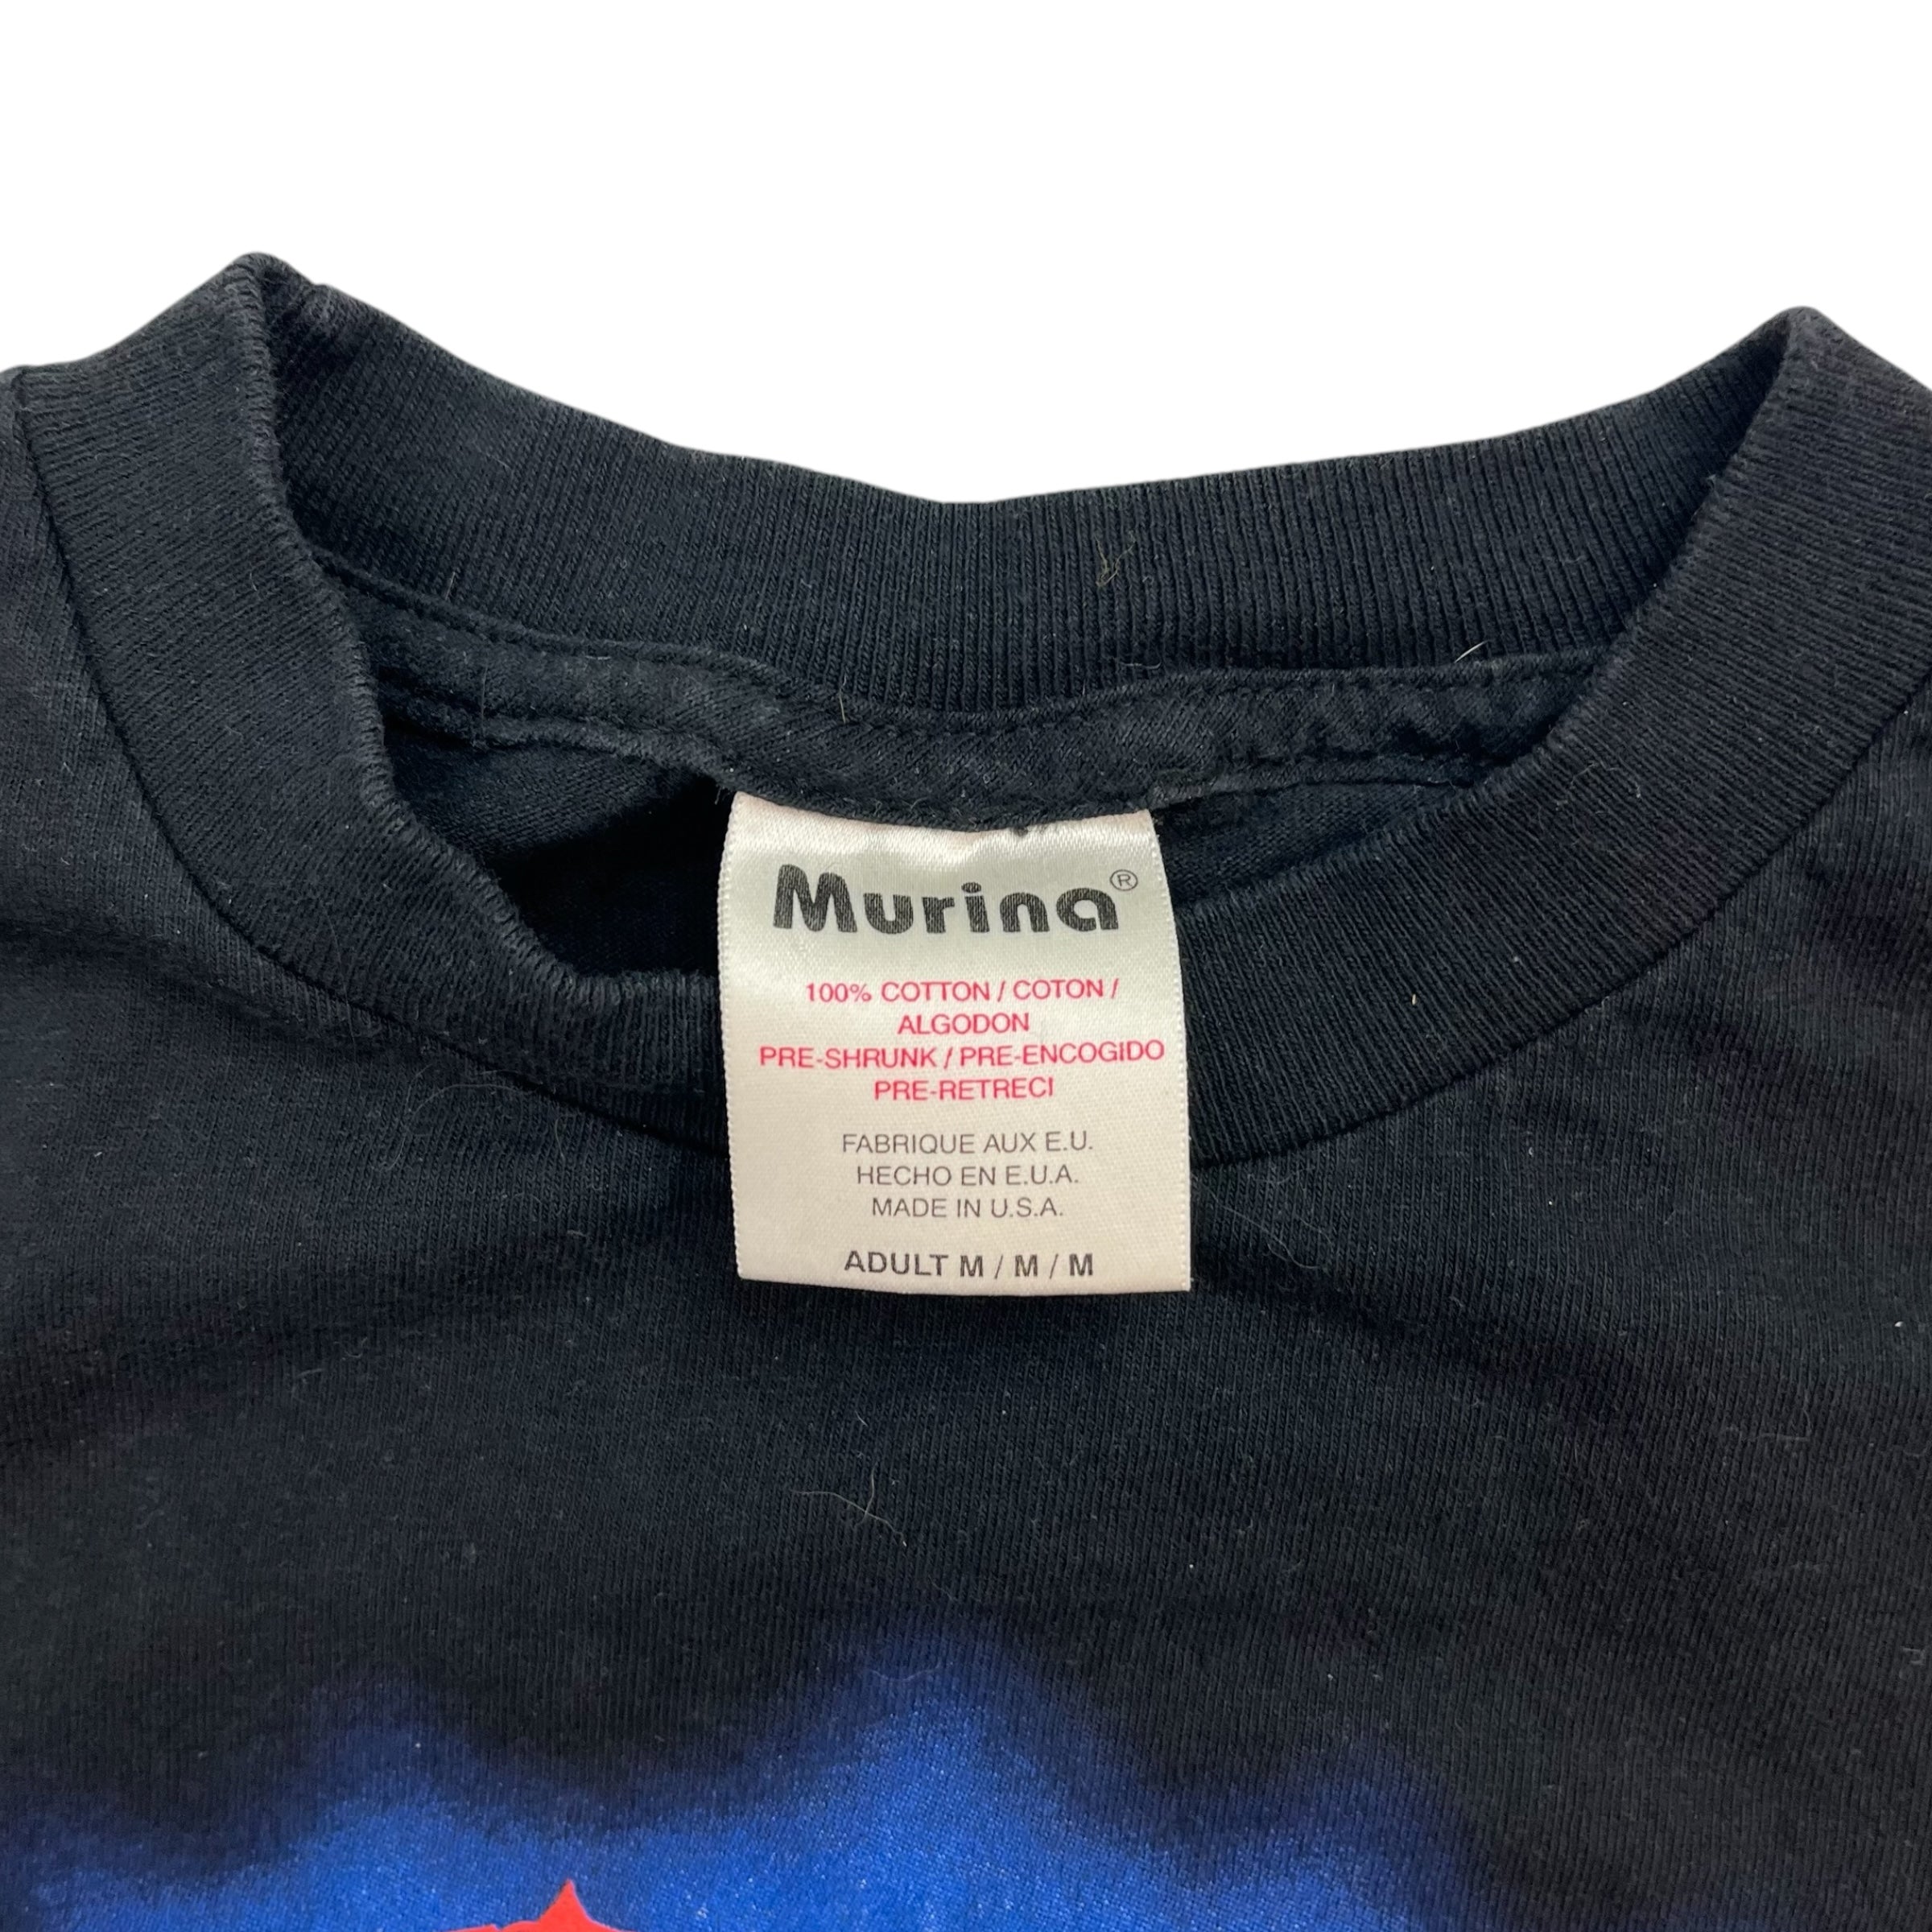 Murina®
100% COTTON / COTON /
ALGODON
PRE-SHRUNK / PRE-ENCOGIDO
PRE-RETRECI
FABRIQUE AUX E.U.
HECHO EN E.U.A.
MADE IN U.S.A.
ADULT M / M / M